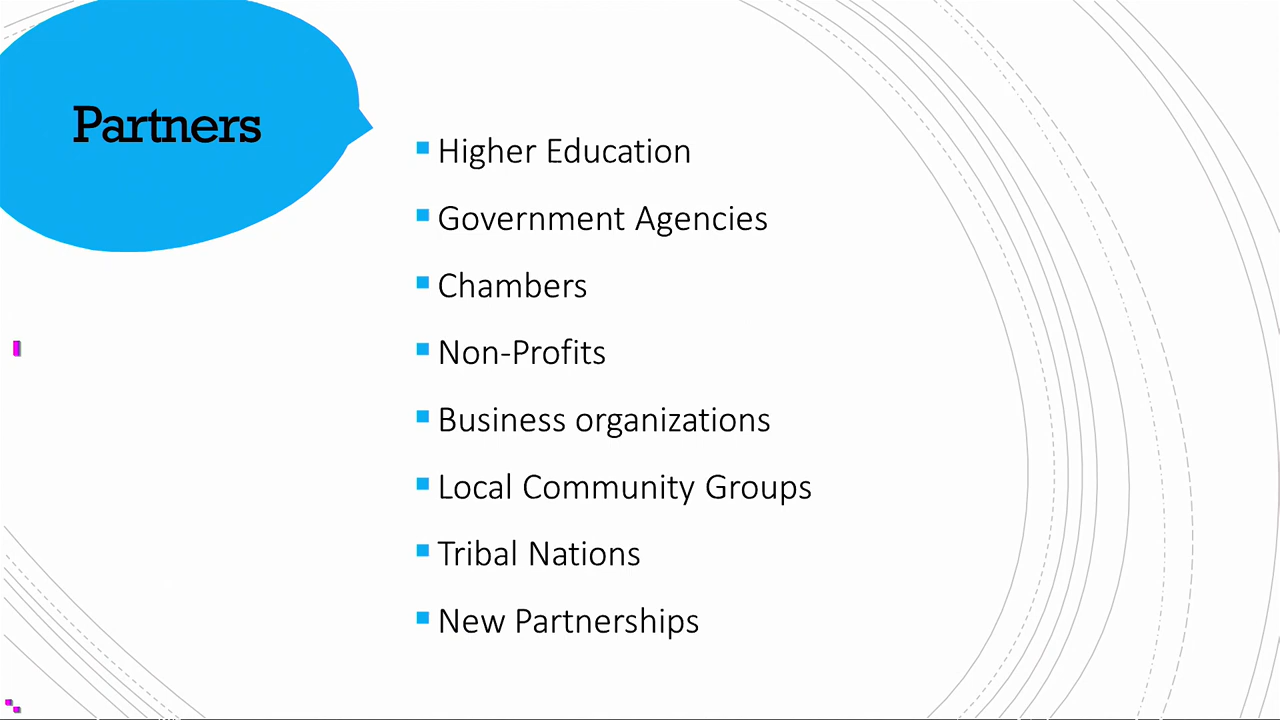 Partners
Higher Education
Government Agencies
Chambers
Non-Profits
Business organizations
Local Community Groups
Tribal Nations
New Partnerships